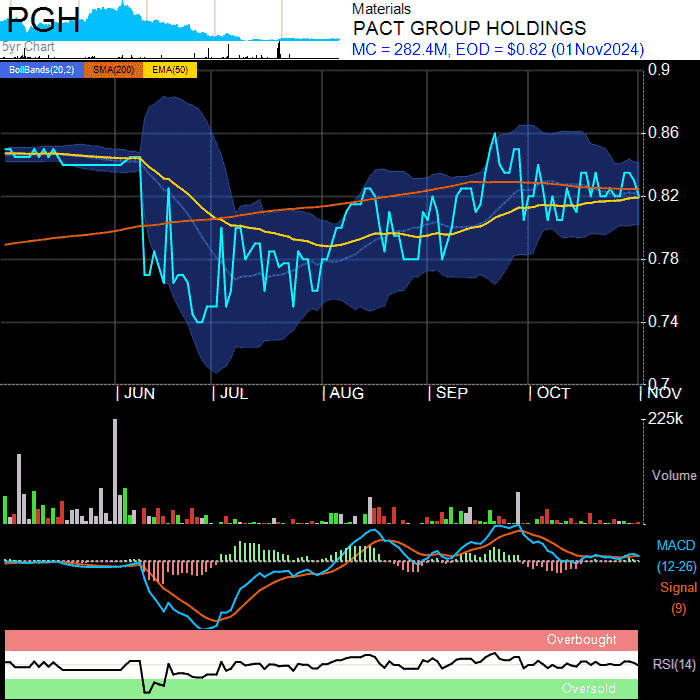 PGH
5yr Chart
Materials
PACT GROUP HOLDINGS
MC = 282.4M, EOD = $0.82 (01Nov2024)
BollBands(20,2) SMA(200) EMA(50)
0.9
0.86
0.82
0.78
0.74
0.7
JUN JUL AUG SEP OCT NOV
225k
Volume
MACD
(12-26)
Signal
(9)
Overbought
RSI(14)
Oversold